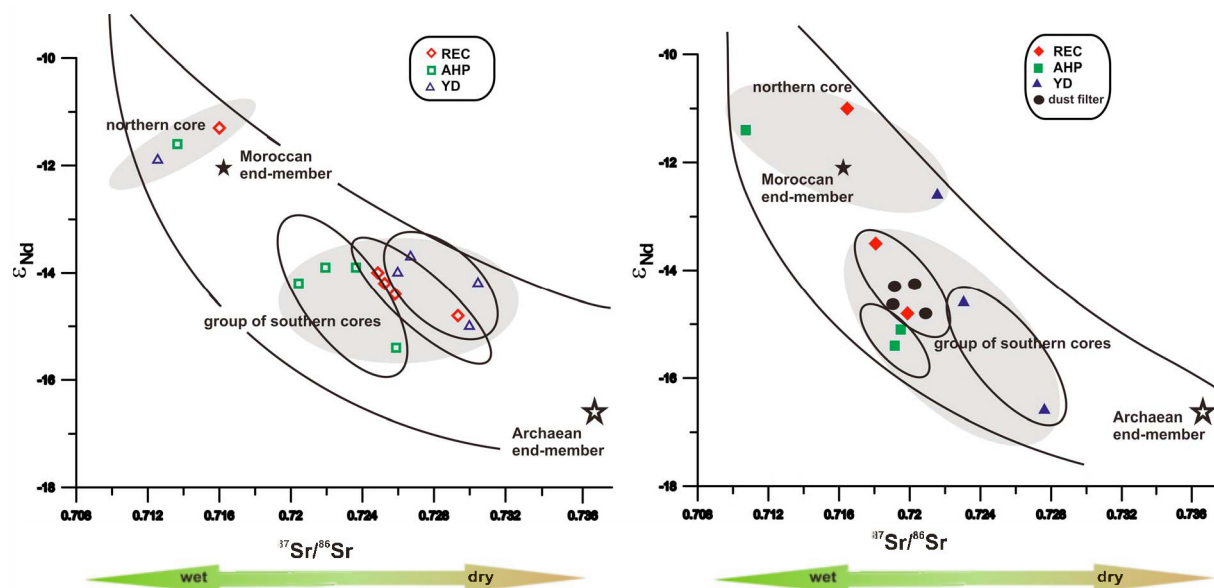 REC
AHP
YD
-10
-12
-14
-16
-18
εNd
northern core
Moroccan
end-member
group of southern cores
Archaean
end-member
0.708
0.712
0.716
0.72
0.724
0.728
0.732
0.736
87Sr/86Sr
wet
dry
REC
AHP
YD
dust filter
-10
-12
-14
-16
-18
εNd
northern core
Moroccan
end-member
group of southern cores
Archaean
end-member
0.708
0.712
0.716
0.72
0.724
0.728
0.732
0.736
87Sr/86Sr
wet
dry